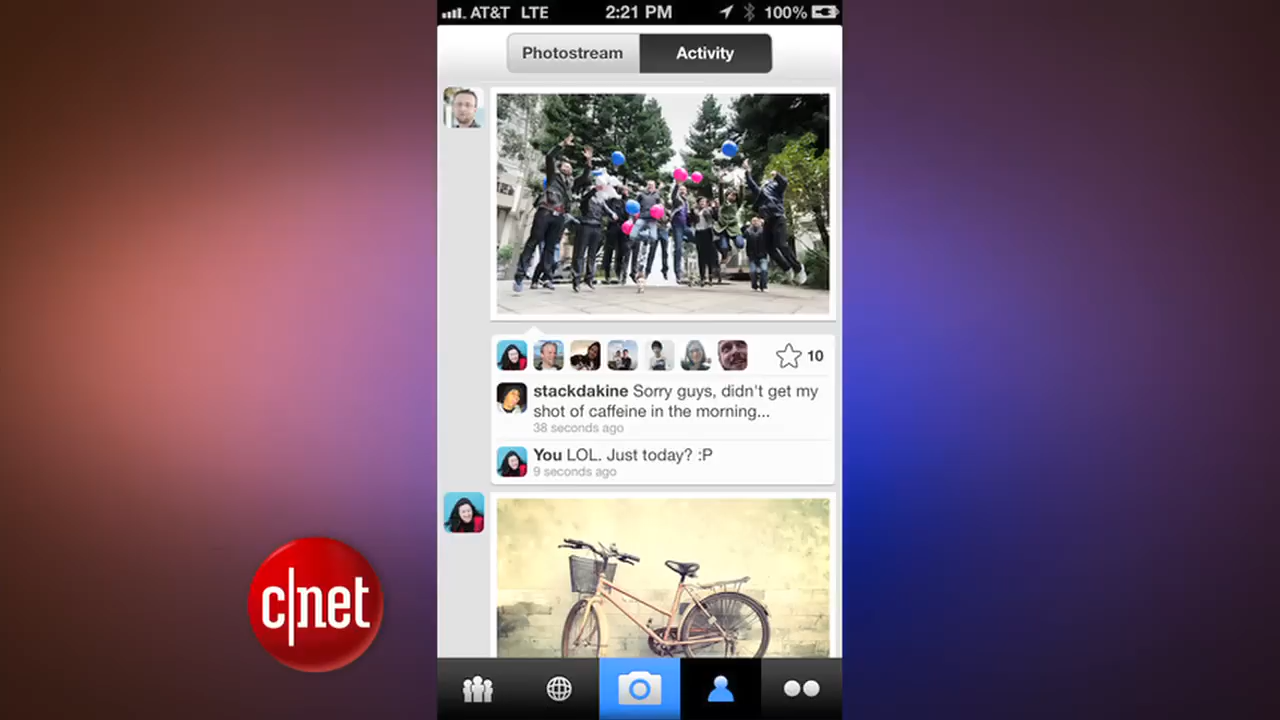 AT&T LTE 2:21 PM 100%
Photostream Activity
10
stackdakine Sorry guys, didn't get my
shot of caffeine in the morning...
38 seconds ago
You LOL. Just today? :P
9 seconds ago
c|net